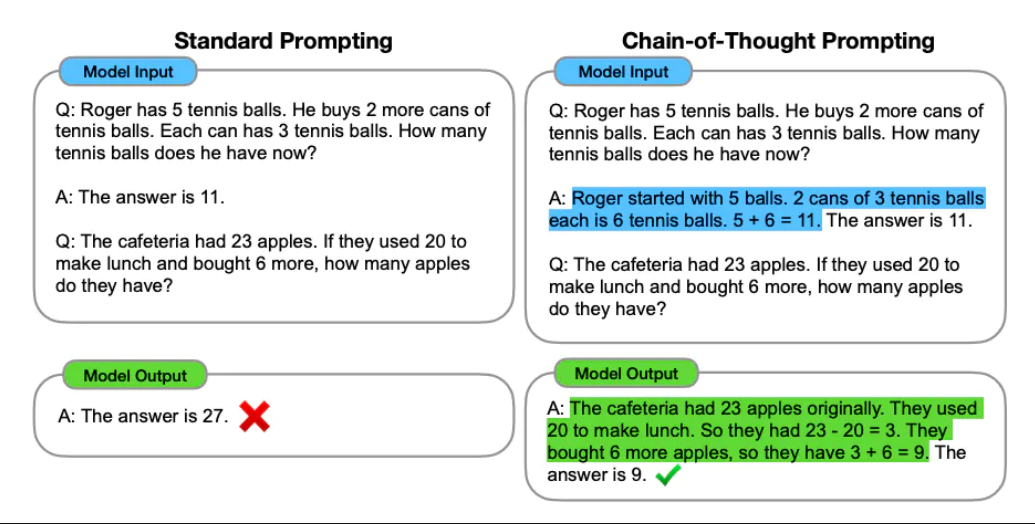 Standard Prompting
Model Input
Q: Roger has 5 tennis balls. He buys 2 more cans of
tennis balls. Each can has 3 tennis balls. How many
tennis balls does he have now?
A: The answer is 11.
Q: The cafeteria had 23 apples. If they used 20 to
make lunch and bought 6 more, how many apples
do they have?
Model Output
A: The answer is 27.
Chain-of-Thought Prompting
Model Input
Q: Roger has 5 tennis balls. He buys 2 more cans of
tennis balls. Each can has 3 tennis balls. How many
tennis balls does he have now?
A: Roger started with 5 balls. 2 cans of 3 tennis balls
each is 6 tennis balls. 5 + 6 = 11. The answer is 11.
Q: The cafeteria had 23 apples. If they used 20 to
make lunch and bought 6 more, how many apples
do they have?
Model Output
A: The cafeteria had 23 apples originally. They used
20 to make lunch. So they had 23 - 20 = 3. They
bought 6 more apples, so they have 3 + 6 = 9. The
answer is 9.